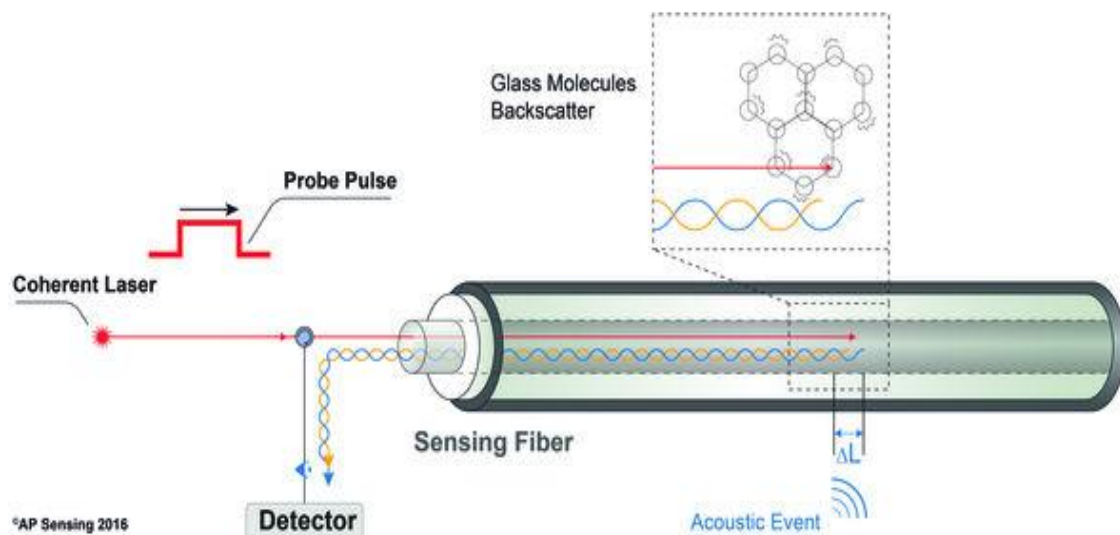 Glass Molecules
Backscatter
Probe Pulse
Coherent Laser
Sensing Fiber
ΔL
Detector
Acoustic Event
©AP Sensing 2016